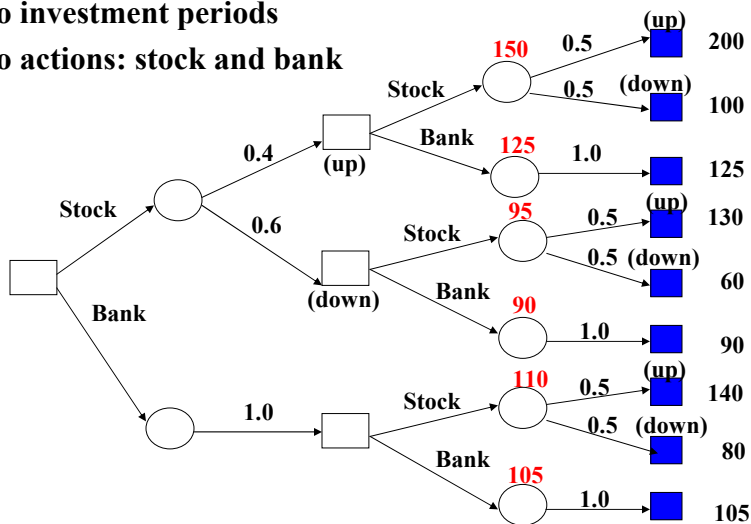 o investment periods
o actions: stock and bank
(up)
150 0.5 200
Stock 0.5 (down)
100
Bank 125 1.0
0.4 (up) 125
Stock 95 0.5 (up) 130
0.6 Stock 0.5 (down)
(down) Bank 60
Bank 90 1.0 90
(up)
110 0.5 140
1.0 Stock 0.5 (down)
Bank 80
105 1.0 105